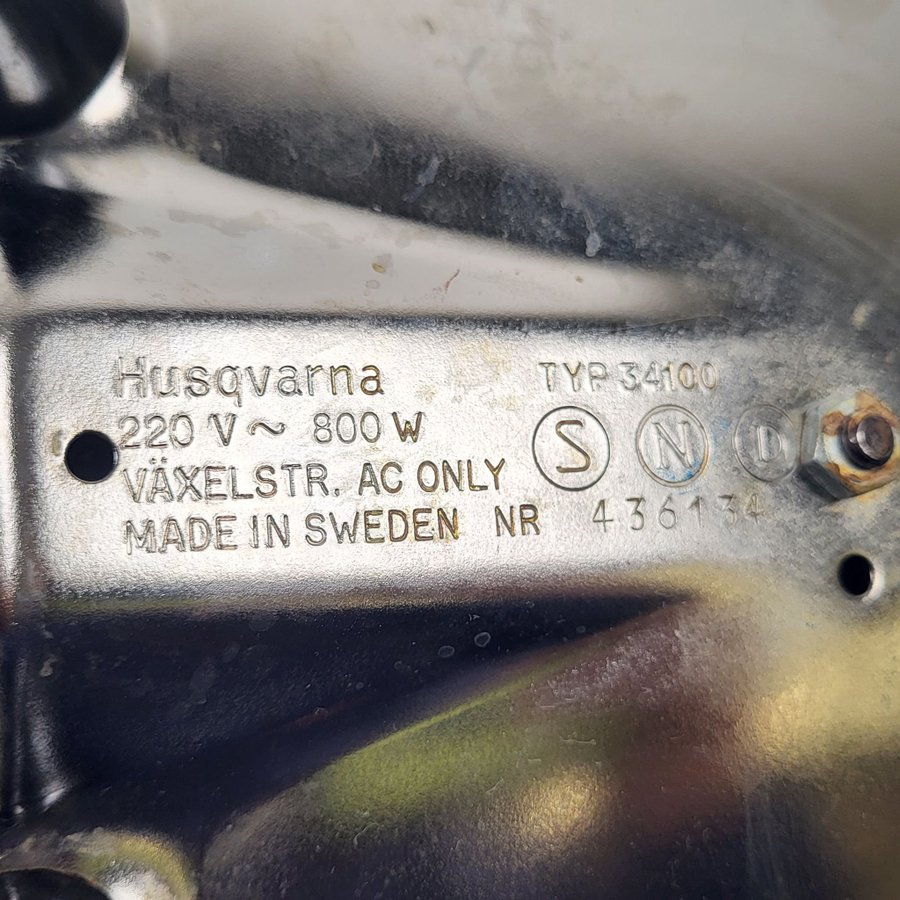 Husqvarna TYP 34100
220 V ~ 800 W S N D
VÄXELSTR. AC ONLY
MADE IN SWEDEN NR 436134